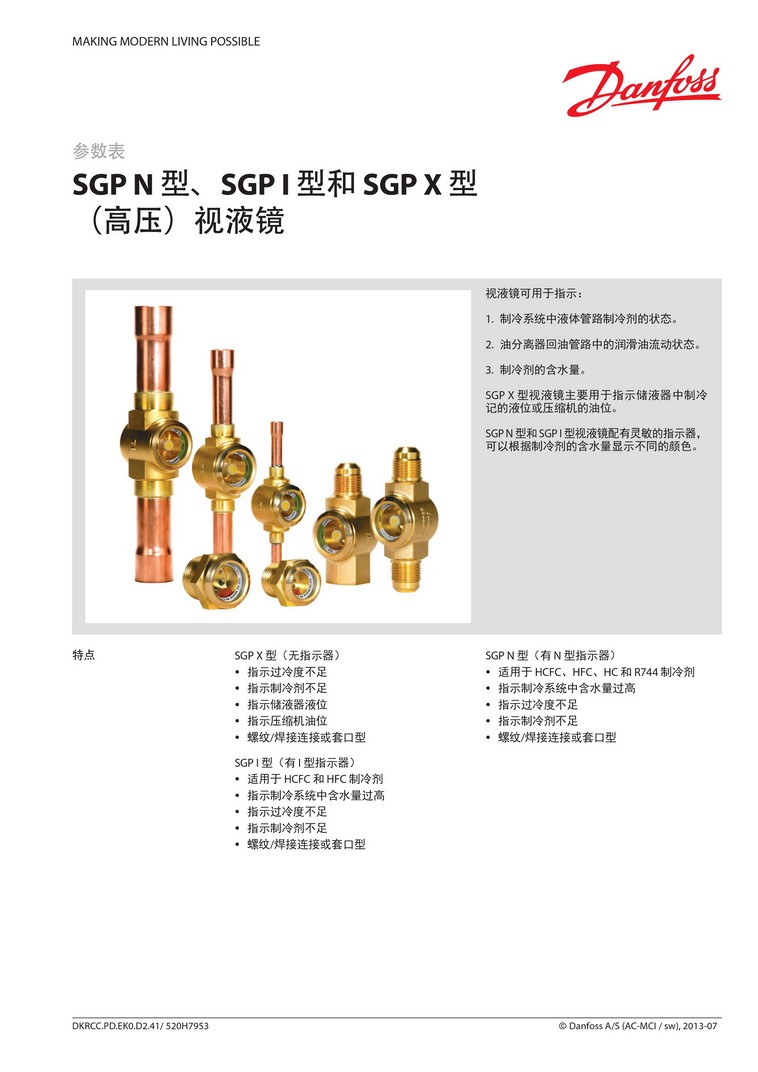 MAKING MODERN LIVING POSSIBLE
Danfoss
参数表
SGP N 型、SGP I 型和 SGP X 型
（高压）视液镜
视液镜可用于指示：
1. 制冷系统中液体管路制冷剂的状态。
2. 油分离器回油管路中的润滑油流动状态。
3. 制冷剂的含水量。
SGP X 型视液镜主要用于指示储液器中制冷
记的液位或压缩机的油位。
SGP N 型和 SGP I 型视液镜配有灵敏的指示器，
可以根据制冷剂的含水量显示不同的颜色。
特点
SGP X 型（无指示器）
• 指示过冷度不足
• 指示制冷剂不足
• 指示储液器液位
• 指示压缩机油位
• 螺纹/焊接连接或套口型
SGP I 型（有 I 型指示器）
• 适用于 HCFC 和 HFC 制冷剂
• 指示制冷系统中含水量过高
• 指示过冷度不足
• 指示制冷剂不足
• 螺纹/焊接连接或套口型
SGP N 型（有 N 型指示器）
• 适用于 HCFC、HFC、HC 和 R744 制冷剂
• 指示制冷系统中含水量过高
• 指示过冷度不足
• 指示制冷剂不足
• 螺纹/焊接连接或套口型
DKRCC.PD.EK0.D2.41/ 520H7953
© Danfoss A/S (AC-MCI / sw), 2013-07